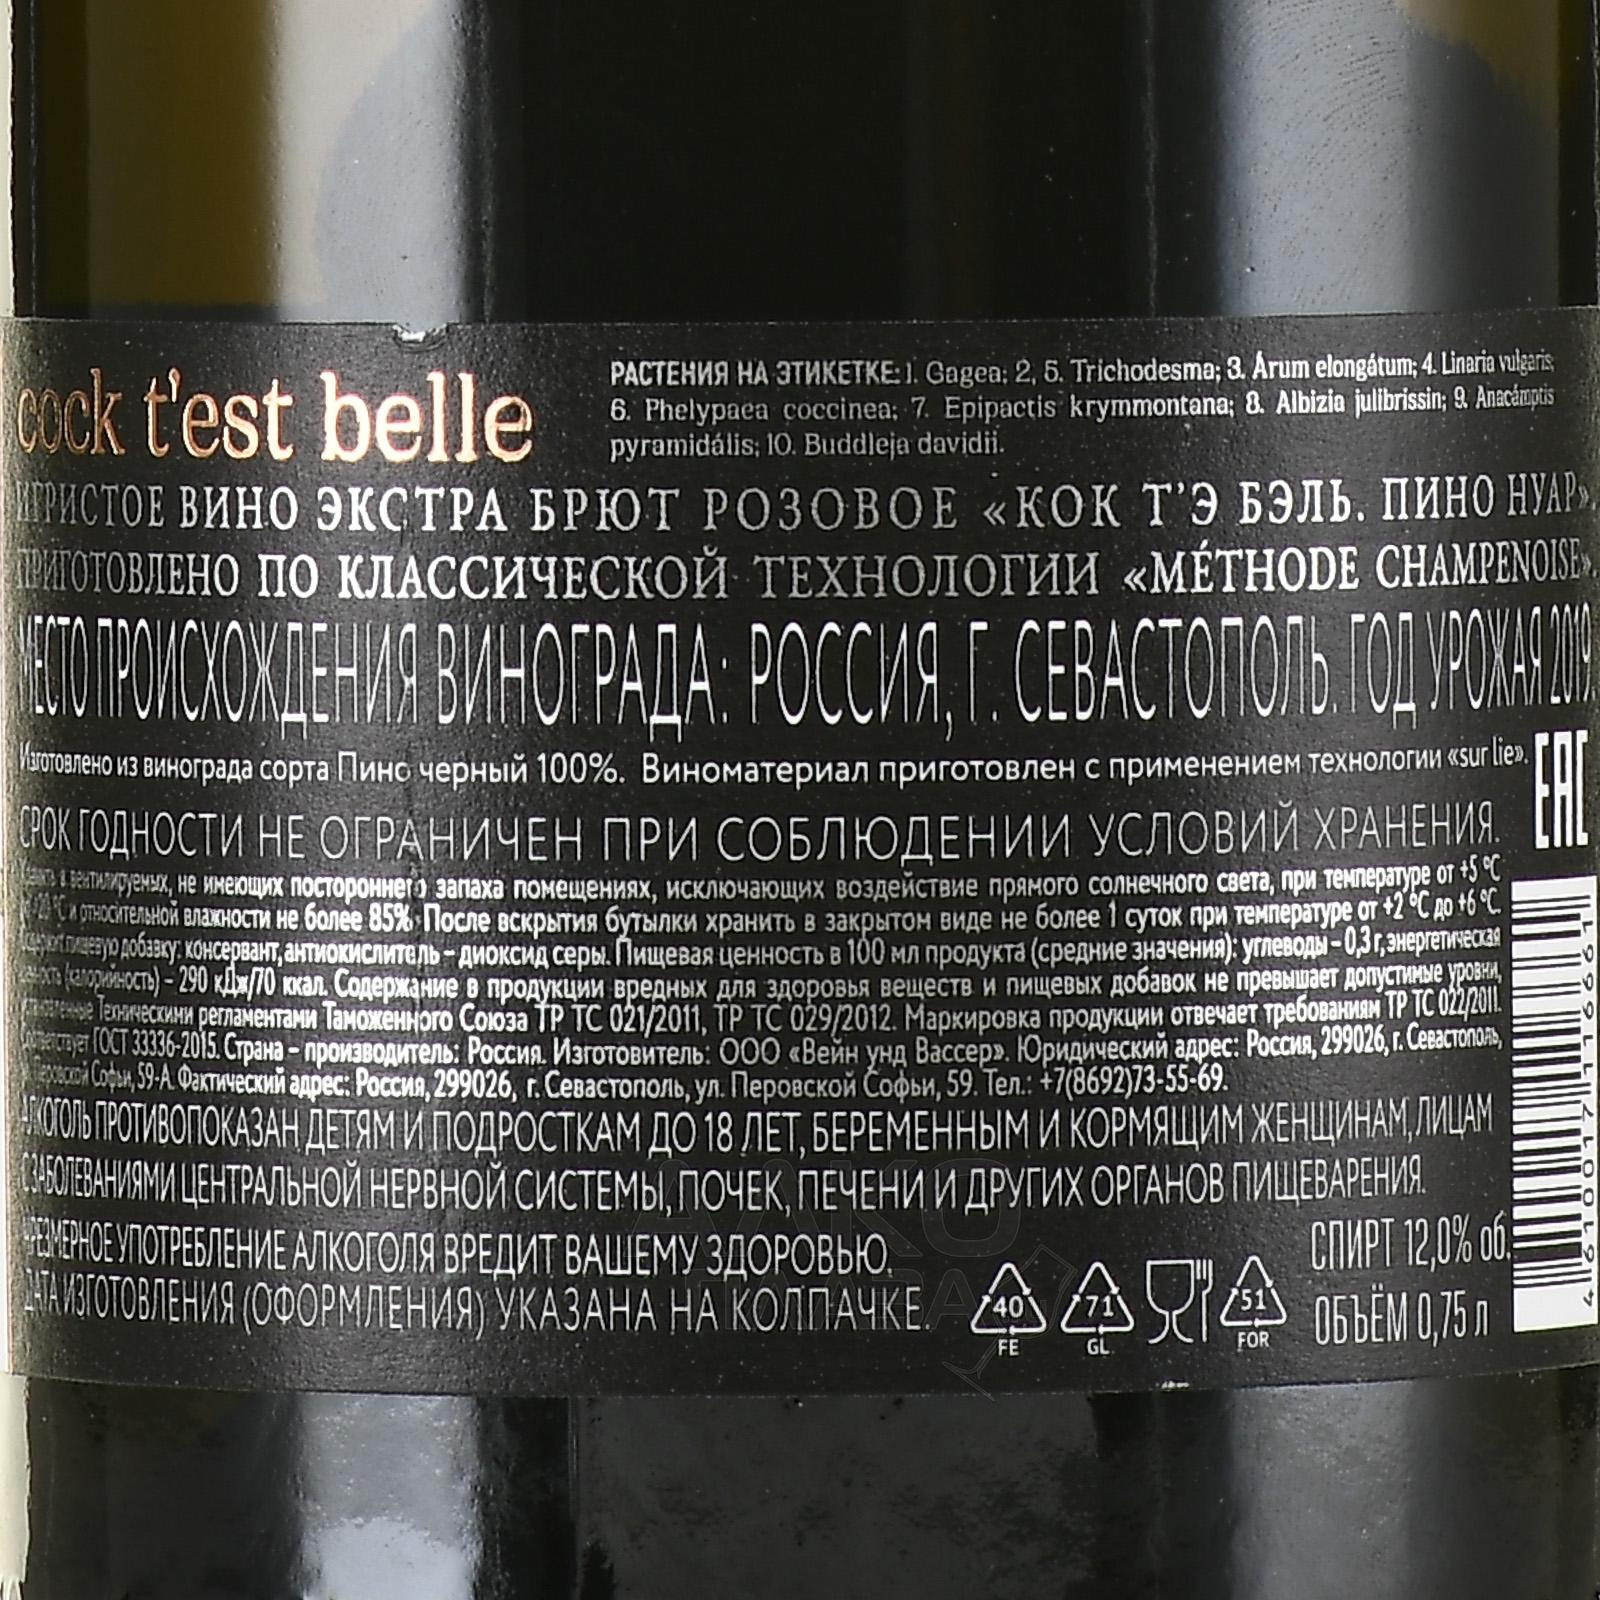 cock t'est belle
РАСТЕНИЯ НА ЭТИКЕТКЕ: 1. Gagea; 2, 5. Trichodesma; 3. Árum elongátum; 4. Linaria vulgaris;
6. Phelypaea coccinea; 7. Epipactis krymmontana; 8. Albizia julibrissin; 9. Anacámptis
pyramidális; 10. Buddleja davidii.
ИГРИСТОЕ ВИНО ЭКСТРА БРЮТ РОЗОВОЕ «КОК Т'Э БЭЛЬ. ПИНО НУАР».
ПРИГОТОВЛЕНО ПО КЛАССИЧЕСКОЙ ТЕХНОЛОГИИ «MÉTHODE CHAMPENOISE».
МЕСТО ПРОИСХОЖДЕНИЯ ВИНОГРАДА: РОССИЯ, Г. СЕВАСТОПОЛЬ. ГОД УРОЖАЯ 2019.
Изготовлено из винограда сорта Пино черный 100%. Виноматериал приготовлен с применением технологии «sur lie».
EAC
СРОК ГОДНОСТИ НЕ ОГРАНИЧЕН ПРИ СОБЛЮДЕНИИ УСЛОВИЙ ХРАНЕНИЯ.
в вентилируемых, не имеющих постороннего запаха помещениях, исключающих воздействие прямого солнечного света, при температуре от +5 °C
+20 °C и относительной влажности не более 85%. После вскрытия бутылки хранить в закрытом виде не более 1 суток при температуре от +2 °C до +6 °C.
пищевую добавку: консервант, антиокислитель – диоксид серы. Пищевая ценность в 100 мл продукта (средние значения): углеводы – 0,3 г, энергетическая
ценность (калорийность) – 290 кДж/70 ккал. Содержание в продукции вредных для здоровья веществ и пищевых добавок не превышает допустимые уровни,
установленные Техническими регламентами Таможенного Союза ТР ТС 021/2011, ТР ТС 029/2012. Маркировка продукции отвечает требованиям ТР ТС 022/2011.
Соответствует ГОСТ 33336-2015. Страна – производитель: Россия. Изготовитель: ООО «Вейн унд Вассер». Юридический адрес: Россия, 299026, г. Севастополь,
Перовской Софьи, 59-А. Фактический адрес: Россия, 299026, г. Севастополь, ул. Перовской Софьи, 59. Тел.: +7(8692)73-55-69.
АЛКОГОЛЬ ПРОТИВОПОКАЗАН ДЕТЯМ И ПОДРОСТКАМ ДО 18 ЛЕТ, БЕРЕМЕННЫМ И КОРМЯЩИМ ЖЕНЩИНАМ, ЛИЦАМ
С ЗАБОЛЕВАНИЯМИ ЦЕНТРАЛЬНОЙ НЕРВНОЙ СИСТЕМЫ, ПОЧЕК, ПЕЧЕНИ И ДРУГИХ ОРГАНОВ ПИЩЕВАРЕНИЯ.
ЧРЕЗМЕРНОЕ УПОТРЕБЛЕНИЕ АЛКОГОЛЯ ВРЕДИТ ВАШЕМУ ЗДОРОВЬЮ.
ДАТА ИЗГОТОВЛЕНИЯ (ОФОРМЛЕНИЯ) УКАЗАНА НА КОЛПАЧКЕ.
40 FE
71 GL
51 FOR
СПИРТ 12,0% об.
ОБЪЁМ 0,75 л
4 610017 116661